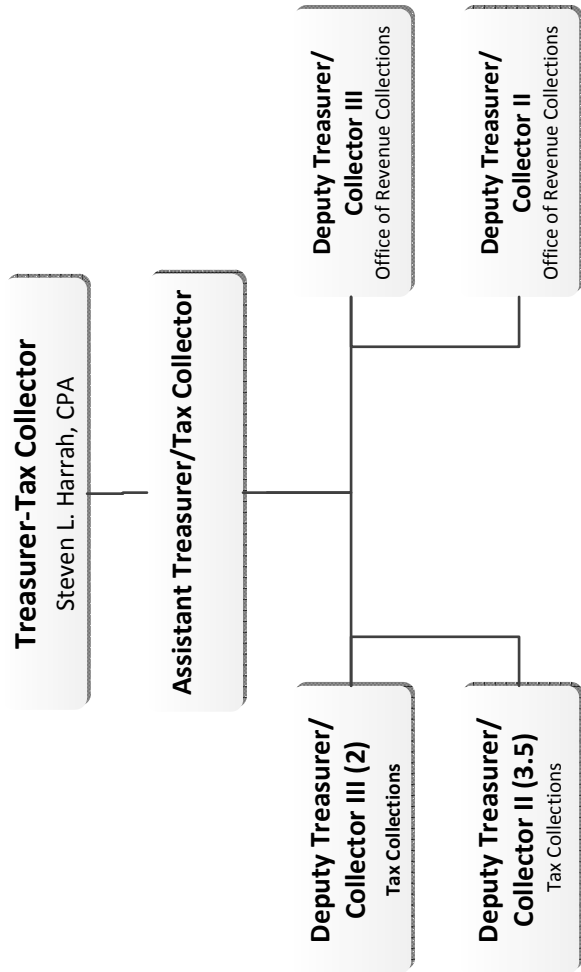 Treasurer-Tax Collector
Steven L. Harrah, CPA
Assistant Treasurer/Tax Collector
Deputy Treasurer/
Collector III (2)
Tax Collections
Deputy Treasurer/
Collector III
Office of Revenue Collections
Deputy Treasurer/
Collector II (3.5)
Tax Collections
Deputy Treasurer/
Collector II
Office of Revenue Collections